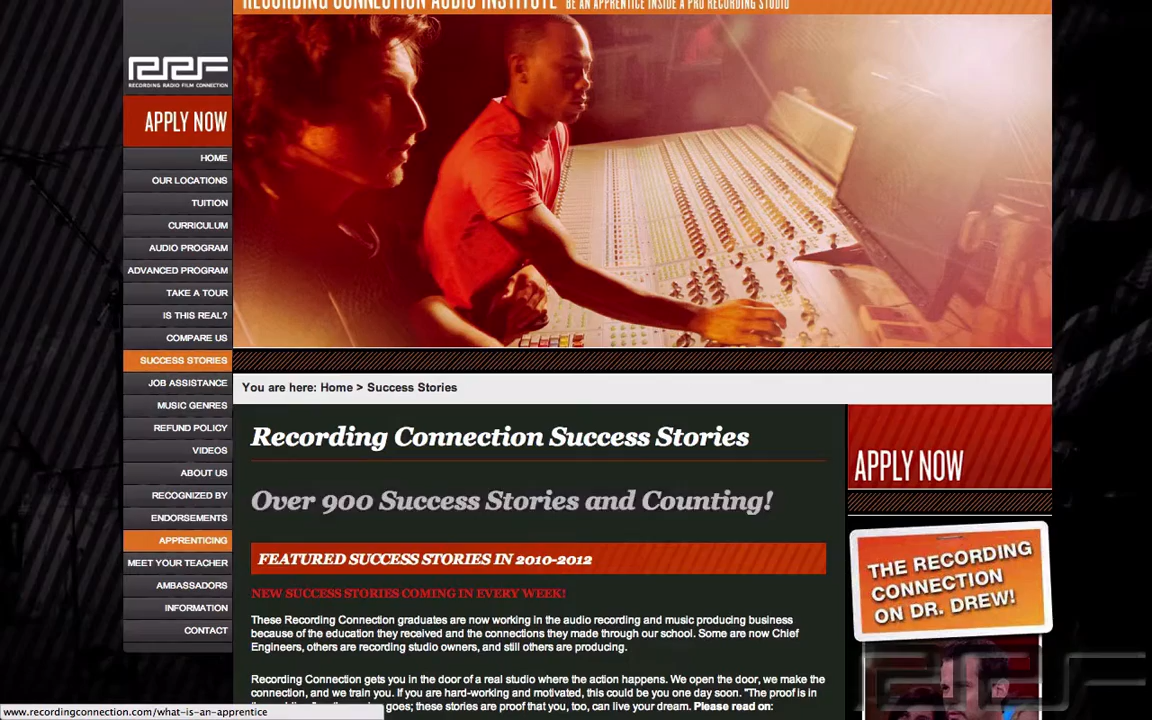 RECORDING CONNECTION AUDIO INSTITUTE BE AN APPRENTICE INSIDE A PRO RECORDING STUDIO
RRF
RECORDING RADIO FILM CONNECTION
APPLY NOW
HOME
OUR LOCATIONS
TUITION
CURRICULUM
AUDIO PROGRAM
ADVANCED PROGRAM
TAKE A TOUR
IS THIS REAL?
COMPARE US
SUCCESS STORIES
JOB ASSISTANCE
MUSIC GENRES
REFUND POLICY
VIDEOS
ABOUT US
RECOGNIZED BY
ENDORSEMENTS
APPRENTICING
MEET YOUR TEACHER
AMBASSADORS
INFORMATION
CONTACT
You are here: Home > Success Stories
Recording Connection Success Stories
Over 900 Success Stories and Counting!
FEATURED SUCCESS STORIES IN 2010-2012
NEW SUCCESS STORIES COMING IN EVERY WEEK!
These Recording Connection graduates are now working in the audio recording and music producing business
because of the education they received and the connections they made through our school. Some are now Chief
Engineers, others are recording studio owners, and still others are producing.
Recording Connection gets you in the door of a real studio where the action happens. We open the door, we make the
connection, and we train you. If you are hard-working and motivated, this could be you one day soon. "The proof is in
goes; these stories are proof that you, too, can live your dream. Please read on:
APPLY NOW
THE RECORDING
CONNECTION
ON DR. DREW!
RRF
www.recordingconnection.com/what-is-an-apprentice